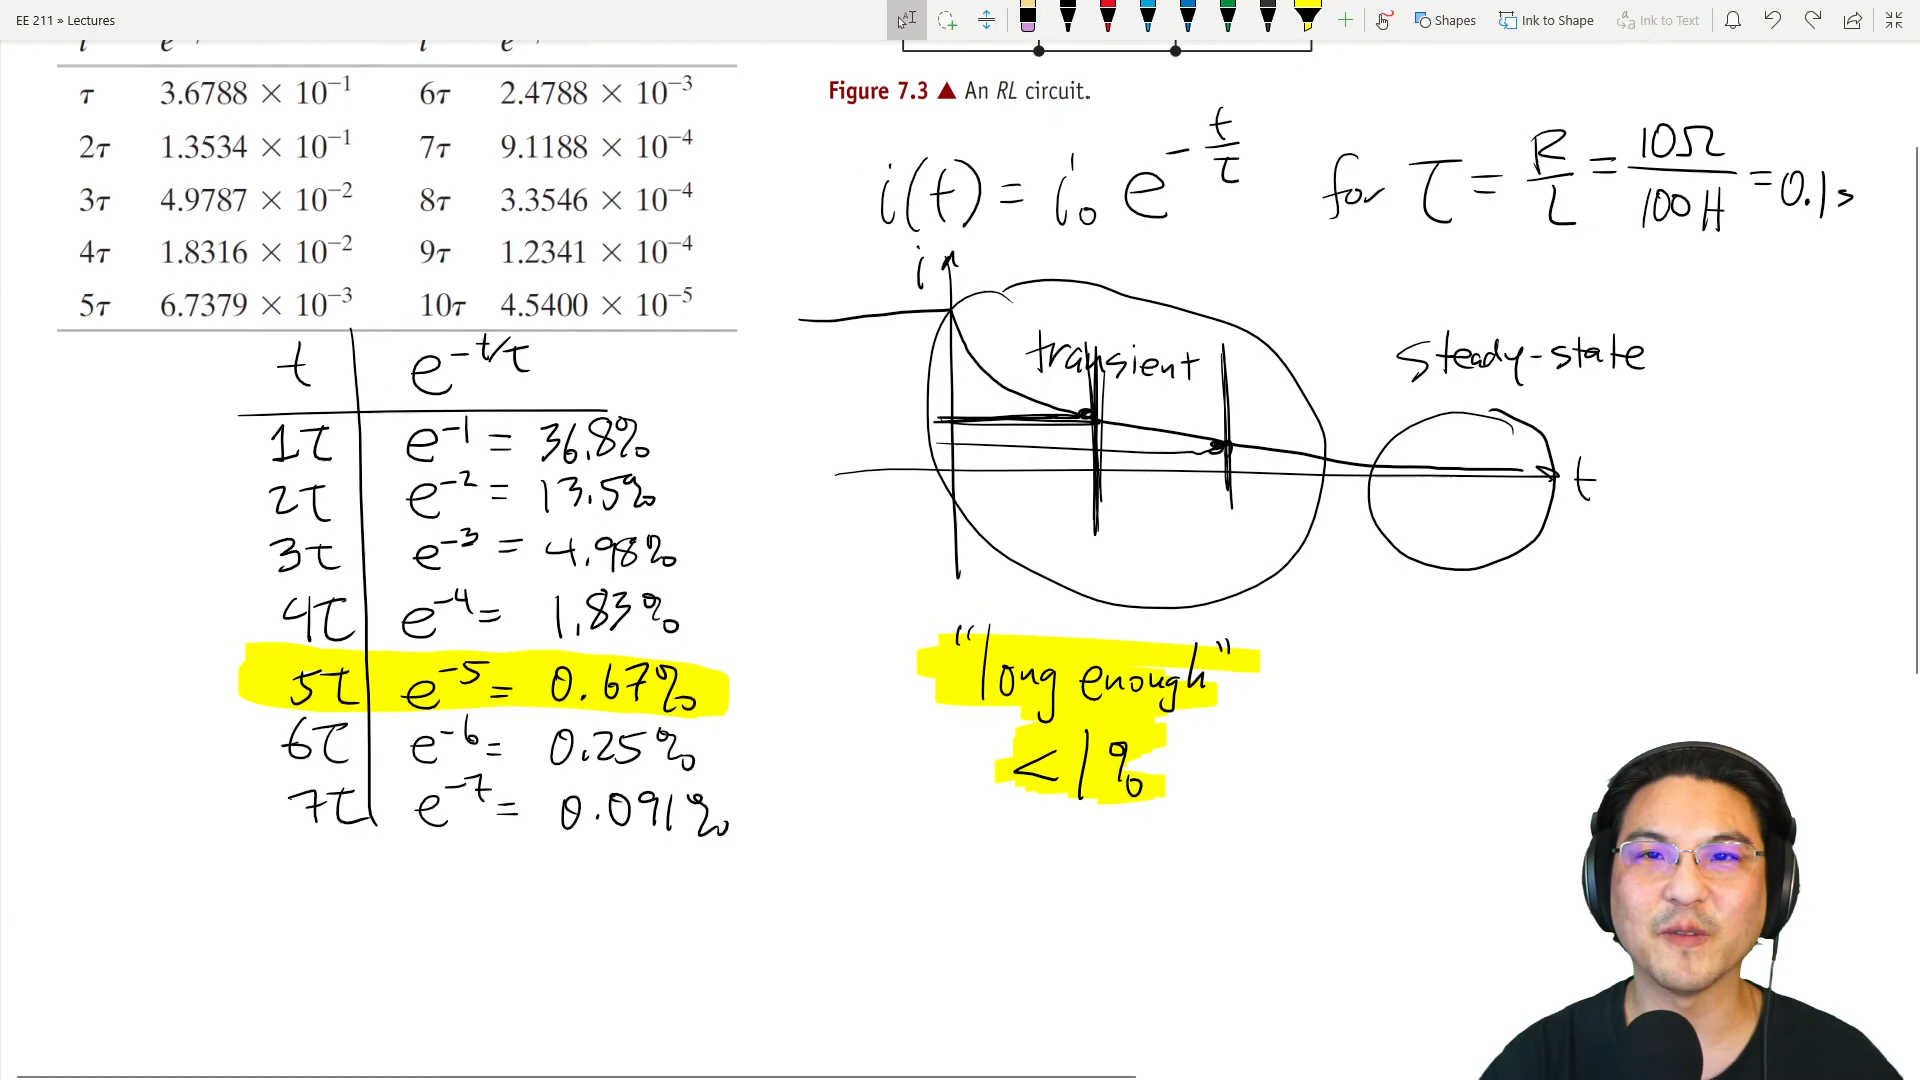 EE 211 » Lectures
Shapes
Ink to Shape
Ink to Text
τ 3.6788 × 10⁻¹ 6τ 2.4788 × 10⁻³
2τ 1.3534 × 10⁻¹ 7τ 9.1188 × 10⁻⁴
3τ 4.9787 × 10⁻² 8τ 3.3546 × 10⁻⁴
4τ 1.8316 × 10⁻² 9τ 1.2341 × 10⁻⁴
5τ 6.7379 × 10⁻³ 10τ 4.5400 × 10⁻⁵
t e^-t/τ
1τ e⁻¹ = 36.8%
2τ e⁻² = 13.5%
3τ e⁻³ = 4.98%
4τ e⁻⁴ = 1.83%
5τ e⁻⁵ = 0.67%
6τ e⁻⁶ = 0.25%
7τ e⁻⁷ = 0.091%
Figure 7.3 ▲ An RL circuit.
i(t) = i₀ e^-t/τ for τ = R/L = 10Ω/100H = 0.1s
i
transient steady-state
t
"long enough"
< 1%